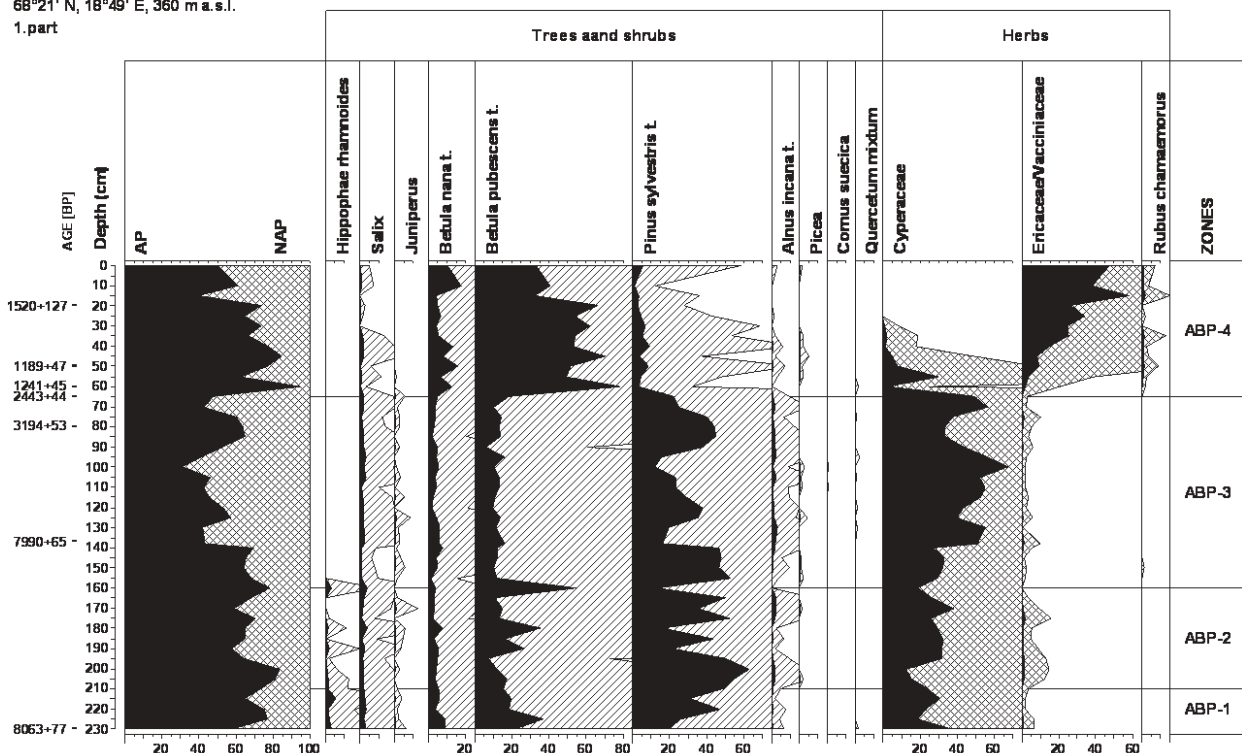 68°21' N, 18°49' E, 360 m a.s.l.
1.part
Trees aand shrubs
Herbs
AGE [BP]
Depth (cm)
AP
NAP
Hippophae rhamnoides
Salix
Juniperus
Betula nana t.
Betula pubescens t.
Pinus sylvestris t.
Alnus incana t.
Picea
Cornus suecica
Quercetum mixtum
Cyperaceae
Ericaceae/Vacciniaceae
Rubus chamaemorus
ZONES
0
10
1520+127 20
30
40
1189+47 50
1241+45 60
2443+44
70
3194+53 80
90
100
110
120
130
7990+65 140
150
160
170
180
190
200
210
220
8063+77 230
ABP-4
ABP-3
ABP-2
ABP-1
20 40 60 80 100
20
20 40 60
20 40 60
20 40 60
20 40 60